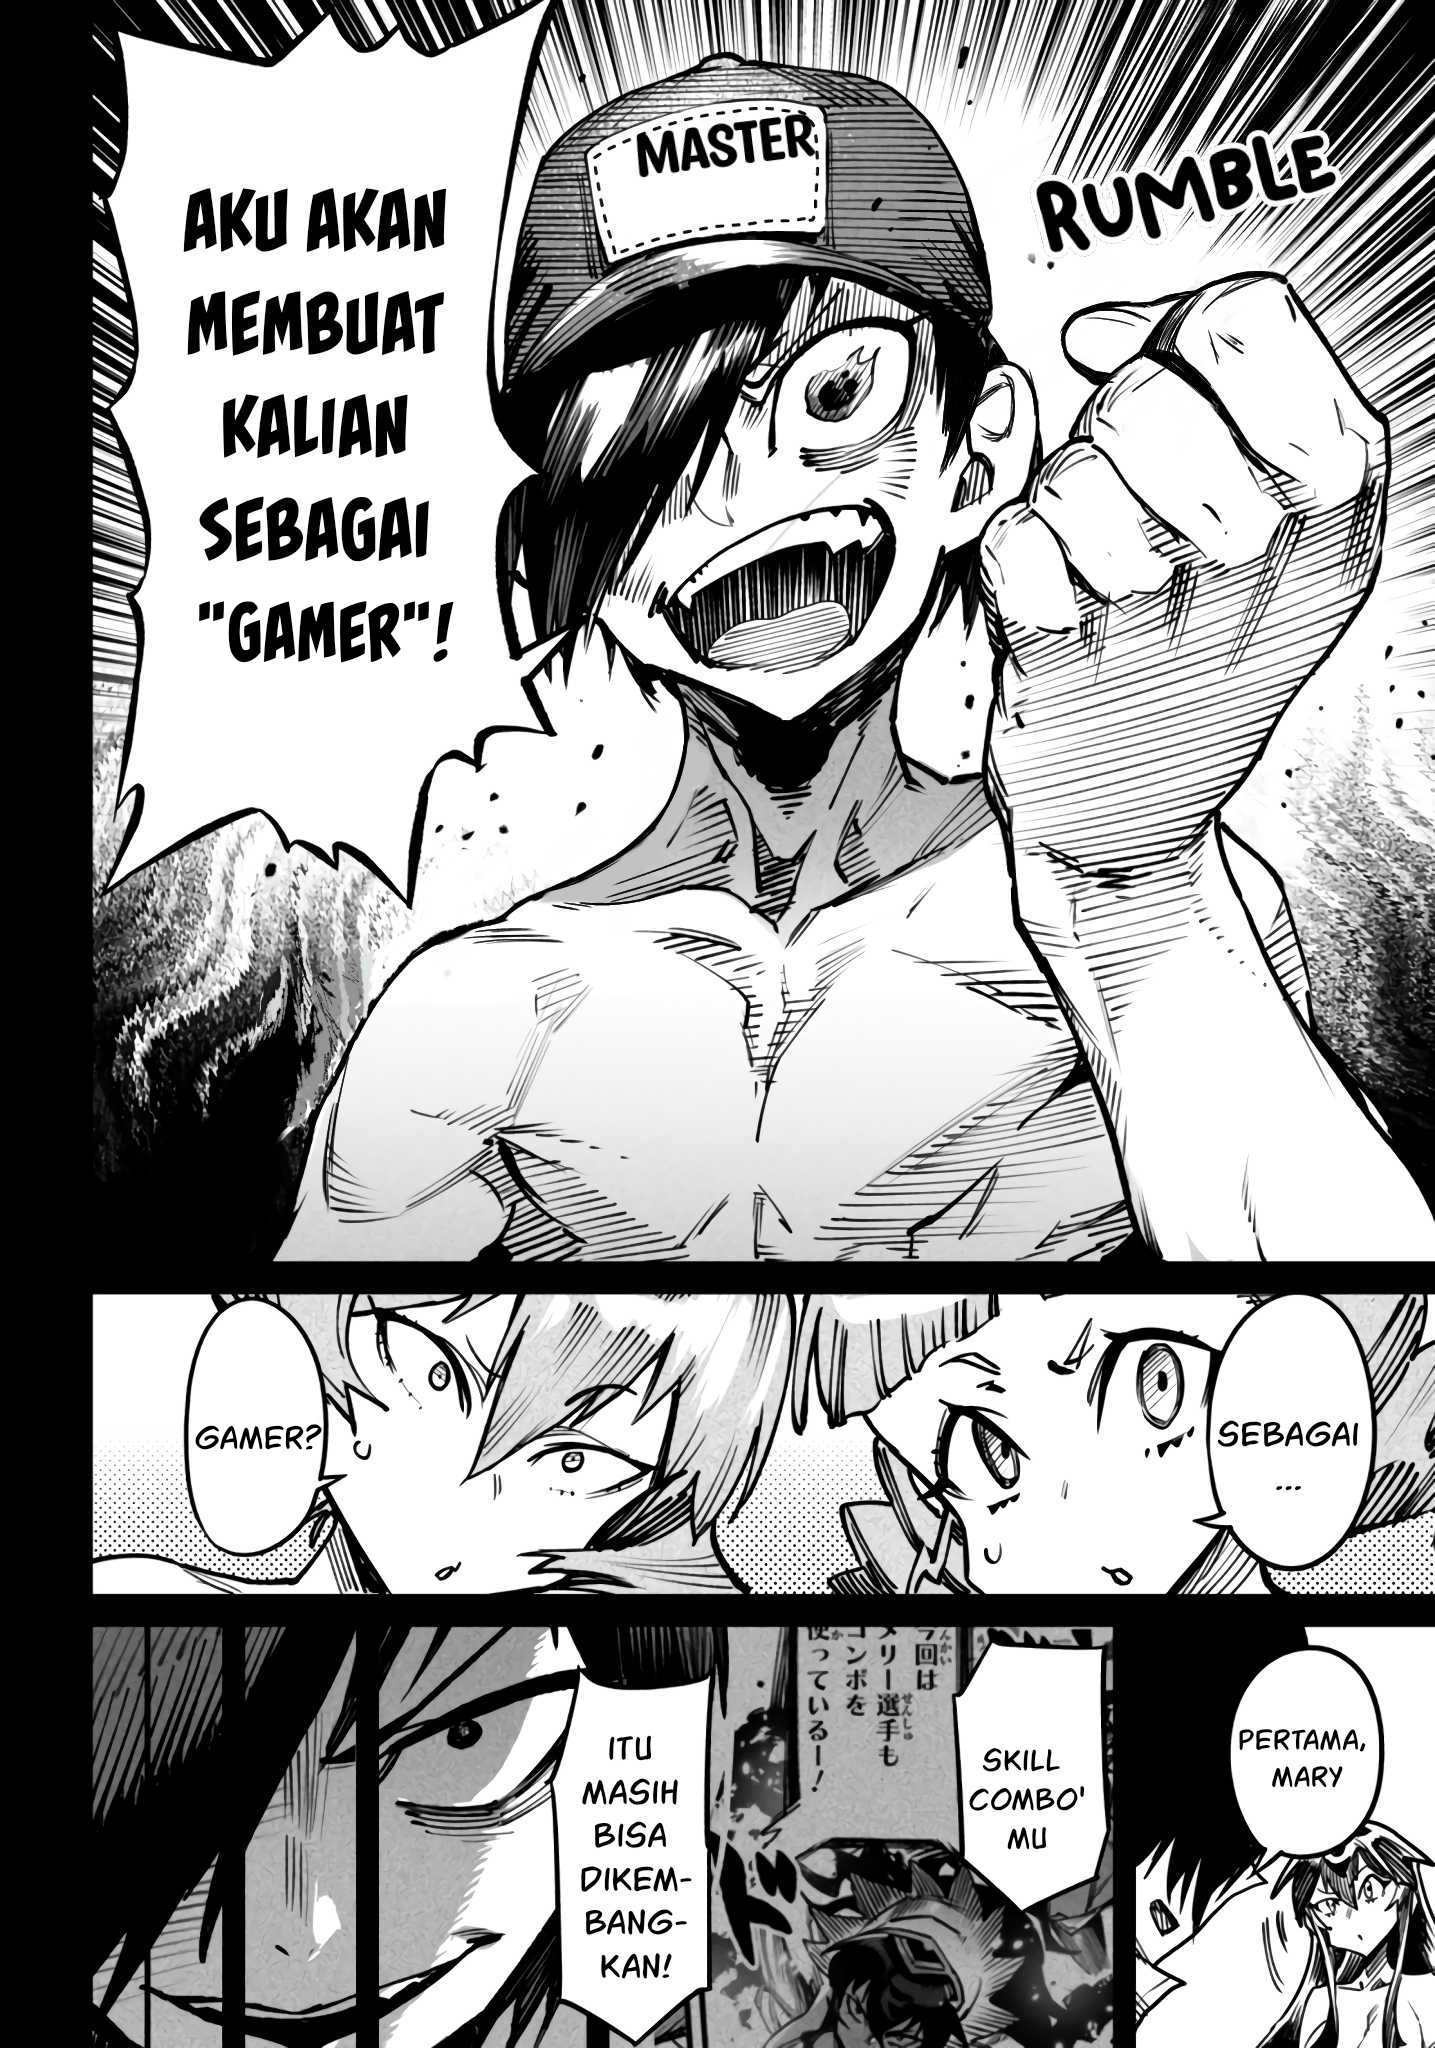 AKU AKAN
MEMBUAT
KALIAN
SEBAGAI
"GAMER"!
MASTER
RUMBLE
SEBAGAI
...
GAMER?
PERTAMA,
MARY
SKILL
COMBO'
MU
今回は
メリー選手も
コンボを
使っているー!
ITU
MASIH
BISA
DIKEM-
BANG-
KAN!